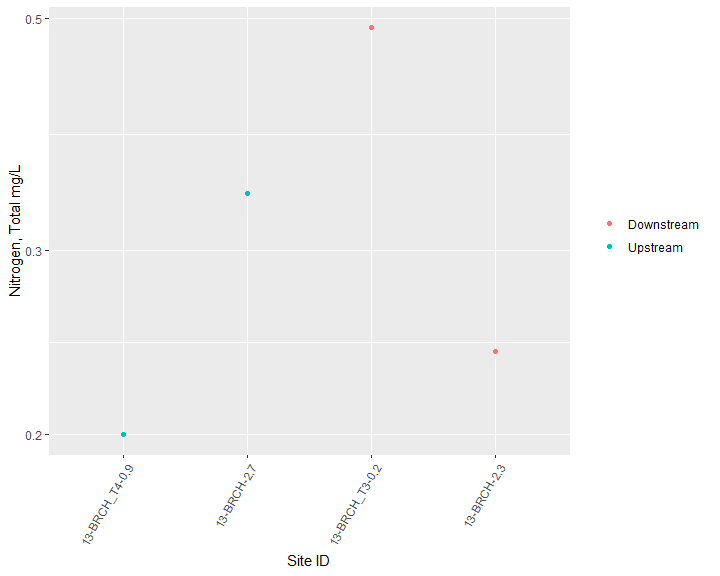 0.5
0.3
0.2
Nitrogen, Total mg/L
13-BRCH_T4-0.9
13-BRCH-2.7
13-BRCH_T3-0.2
13-BRCH-2.3
Site ID
Downstream
Upstream